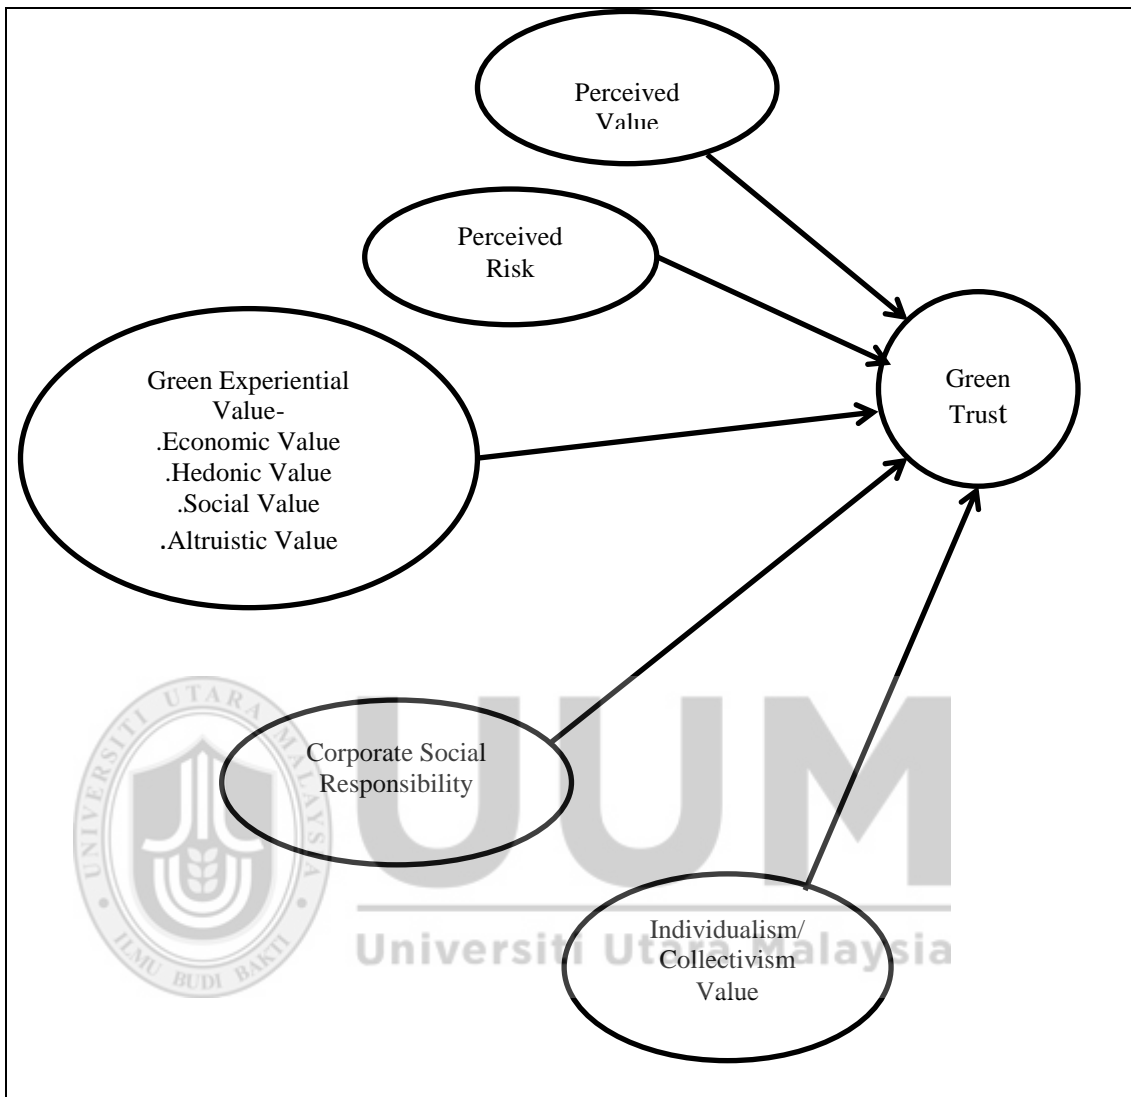 Perceived
Value
Perceived
Risk
Green Experiential
Value-
.Economic Value
.Hedonic Value
.Social Value
.Altruistic Value
Green
Trust
Corporate Social
Responsibility
Individualism/
Collectivism
Value
UNIVERSITI UTARA MALAYSIA
ILMU BUDI BAKTI
UUM
Universiti Utara Malaysia